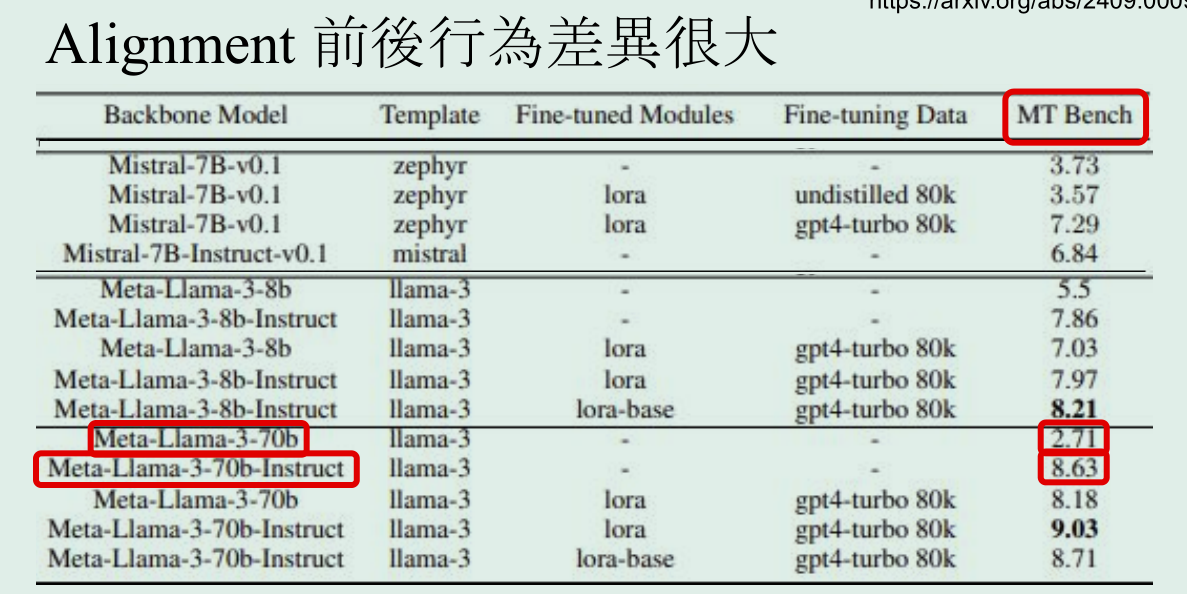 https://arxiv.org/abs/2409.0009
Alignment 前後行為差異很大
Backbone Model Template Fine-tuned Modules Fine-tuning Data MT Bench
Mistral-7B-v0.1 zephyr - - 3.73
Mistral-7B-v0.1 zephyr lora undistilled 80k 3.57
Mistral-7B-v0.1 zephyr lora gpt4-turbo 80k 7.29
Mistral-7B-Instruct-v0.1 mistral - - 6.84
Meta-Llama-3-8b llama-3 - - 5.5
Meta-Llama-3-8b-Instruct llama-3 - - 7.86
Meta-Llama-3-8b llama-3 lora gpt4-turbo 80k 7.03
Meta-Llama-3-8b-Instruct llama-3 lora gpt4-turbo 80k 7.97
Meta-Llama-3-8b-Instruct llama-3 lora-base gpt4-turbo 80k 8.21
Meta-Llama-3-70b llama-3 - - 2.71
Meta-Llama-3-70b-Instruct llama-3 - - 8.63
Meta-Llama-3-70b llama-3 lora gpt4-turbo 80k 8.18
Meta-Llama-3-70b-Instruct llama-3 lora gpt4-turbo 80k 9.03
Meta-Llama-3-70b-Instruct llama-3 lora-base gpt4-turbo 80k 8.71